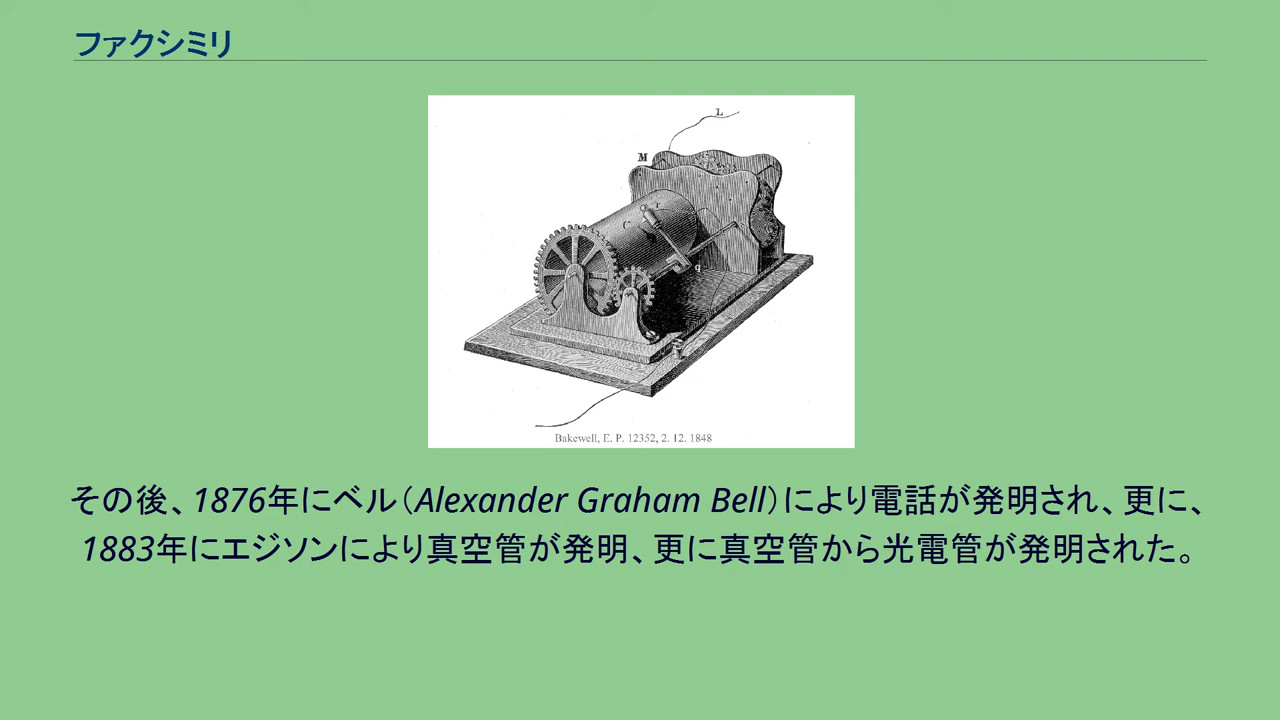 ファクシミリ
L
M
C
r
q
Bakewell, E. P. 12352, 2. 12. 1848
その後、1876年にベル（Alexander Graham Bell）により電話が発明され、更に、
1883年にエジソンにより真空管が発明、更に真空管から光電管が発明された。